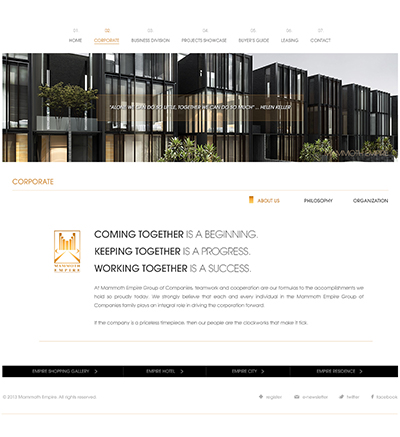 01 02 03 04 05 06 07
HOME CORPORATE BUSINESS DIVISION PROJECTS SHOWCASE BUYER'S GUIDE LEASING CONTACT
"ALONE WE CAN DO SO LITTLE, TOGETHER WE CAN DO SO MUCH"... HELEN KELLER
MAMMOTH EMPIRE
CORPORATE
ABOUT US PHILOSOPHY ORGANIZATION
MAMMOTH
EMPIRE
COMING TOGETHER IS A BEGINNING.
KEEPING TOGETHER IS A PROGRESS.
WORKING TOGETHER IS A SUCCESS.
At Mammoth Empire Group of Companies, teamwork and cooperation are our formulas to the accomplishments we
hold so proudly today. We strongly believe that each and every individual in the Mammoth Empire Group of
Companies family plays an integral role in driving the corporation forward.
If the company is a priceless timepiece, then our people are the clockworks that make it tick.
EMPIRE SHOPPING GALLERY EMPIRE HOTEL EMPIRE CITY EMPIRE RESIDENCE
© 2013 Mammoth Empire. All rights reserved. register e-newsletter twitter facebook